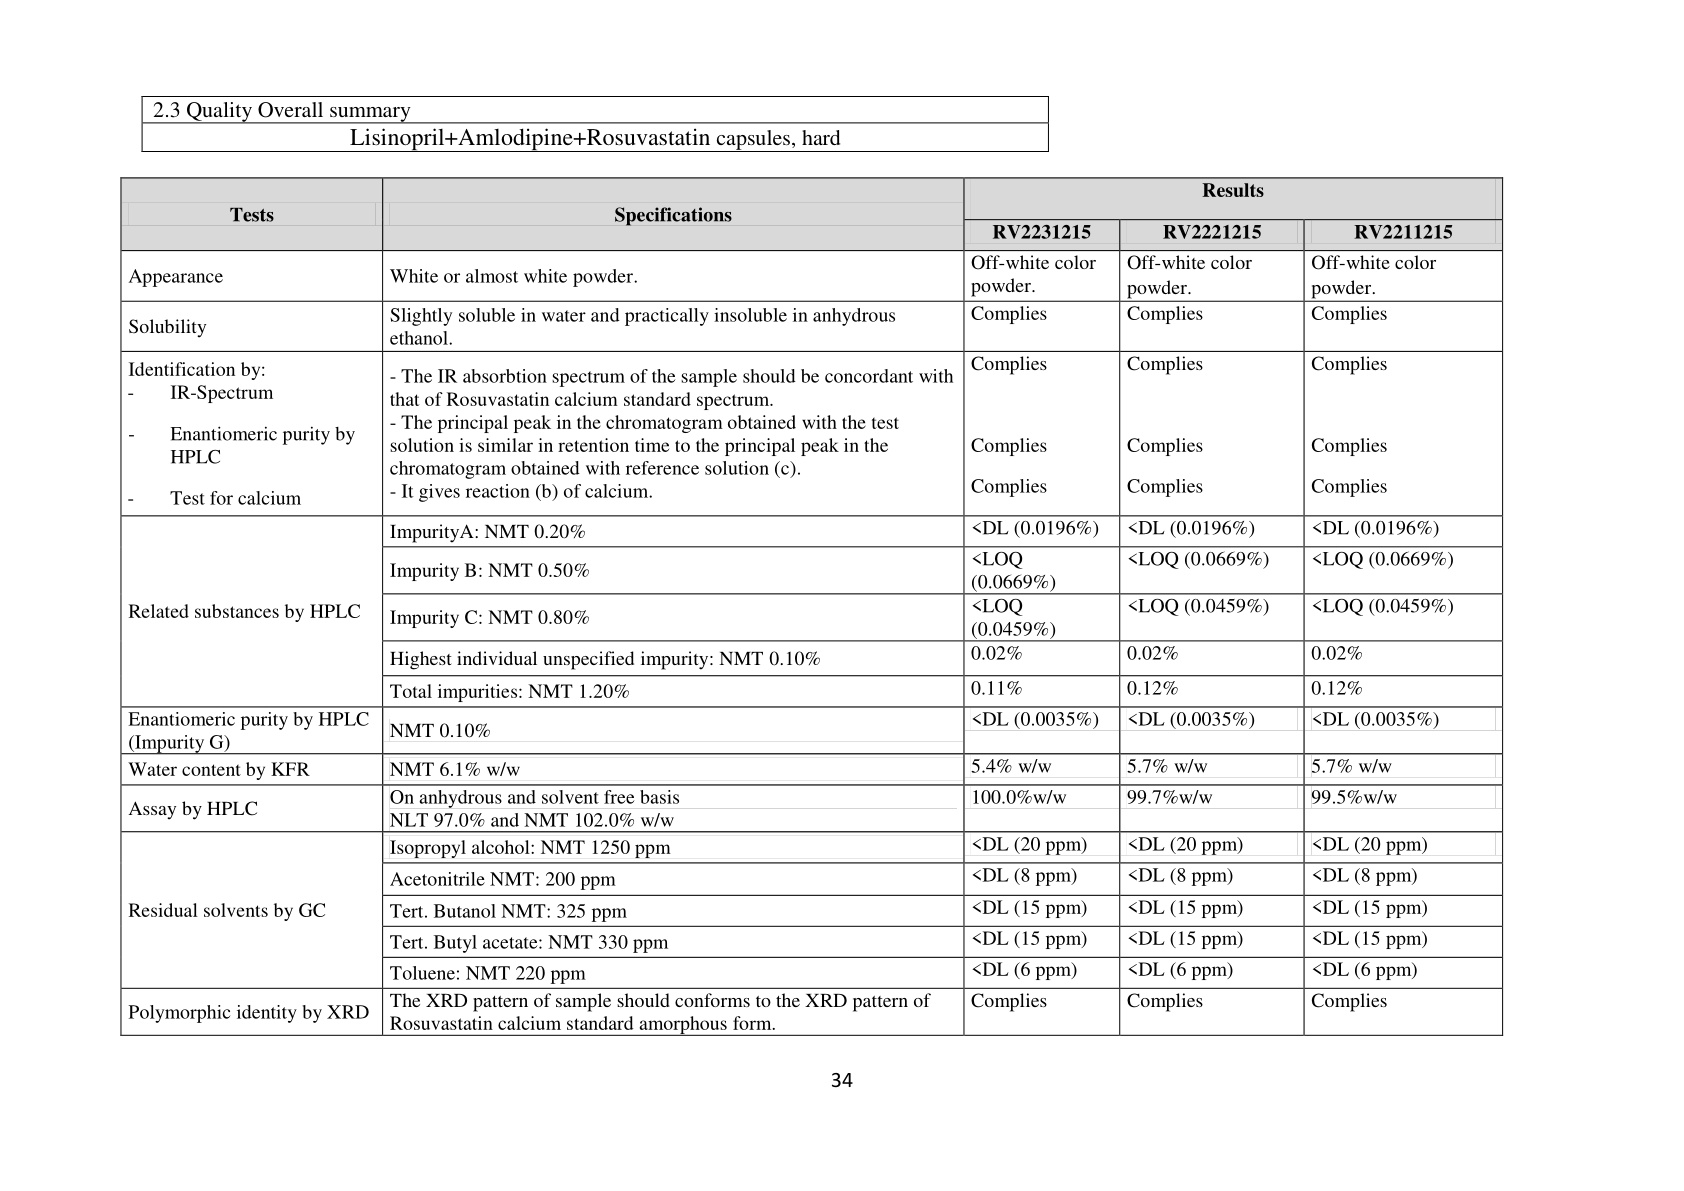 2.3 Quality Overall summary
Lisinopril+Amlodipine+Rosuvastatin capsules, hard
Tests
Specifications
Results
RV2231215
RV2221215
RV2211215
Appearance
White or almost white powder.
Off-white color
powder.
Off-white color
powder.
Off-white color
powder.
Solubility
Slightly soluble in water and practically insoluble in anhydrous
ethanol.
Complies
Complies
Complies
Identification by:
- IR-Spectrum
- Enantiomeric purity by
HPLC
- Test for calcium
- The IR absorbtion spectrum of the sample should be concordant with
that of Rosuvastatin calcium standard spectrum.
- The principal peak in the chromatogram obtained with the test
solution is similar in retention time to the principal peak in the
chromatogram obtained with reference solution (c).
- It gives reaction (b) of calcium.
Complies
Complies
Complies
Complies
Complies
Complies
Complies
Complies
Complies
Related substances by HPLC
ImpurityA: NMT 0.20%
<DL (0.0196%)
<DL (0.0196%)
<DL (0.0196%)
Impurity B: NMT 0.50%
<LOQ
(0.0669%)
<LOQ (0.0669%)
<LOQ (0.0669%)
Impurity C: NMT 0.80%
<LOQ
(0.0459%)
<LOQ (0.0459%)
<LOQ (0.0459%)
Highest individual unspecified impurity: NMT 0.10%
0.02%
0.02%
0.02%
Total impurities: NMT 1.20%
0.11%
0.12%
0.12%
Enantiomeric purity by HPLC
(Impurity G)
NMT 0.10%
<DL (0.0035%)
<DL (0.0035%)
<DL (0.0035%)
Water content by KFR
NMT 6.1% w/w
5.4% w/w
5.7% w/w
5.7% w/w
Assay by HPLC
On anhydrous and solvent free basis
NLT 97.0% and NMT 102.0% w/w
100.0%w/w
99.7%w/w
99.5%w/w
Residual solvents by GC
Isopropyl alcohol: NMT 1250 ppm
<DL (20 ppm)
<DL (20 ppm)
<DL (20 ppm)
Acetonitrile NMT: 200 ppm
<DL (8 ppm)
<DL (8 ppm)
<DL (8 ppm)
Tert. Butanol NMT: 325 ppm
<DL (15 ppm)
<DL (15 ppm)
<DL (15 ppm)
Tert. Butyl acetate: NMT 330 ppm
<DL (15 ppm)
<DL (15 ppm)
<DL (15 ppm)
Toluene: NMT 220 ppm
<DL (6 ppm)
<DL (6 ppm)
<DL (6 ppm)
Polymorphic identity by XRD
The XRD pattern of sample should conforms to the XRD pattern of
Rosuvastatin calcium standard amorphous form.
Complies
Complies
Complies
34